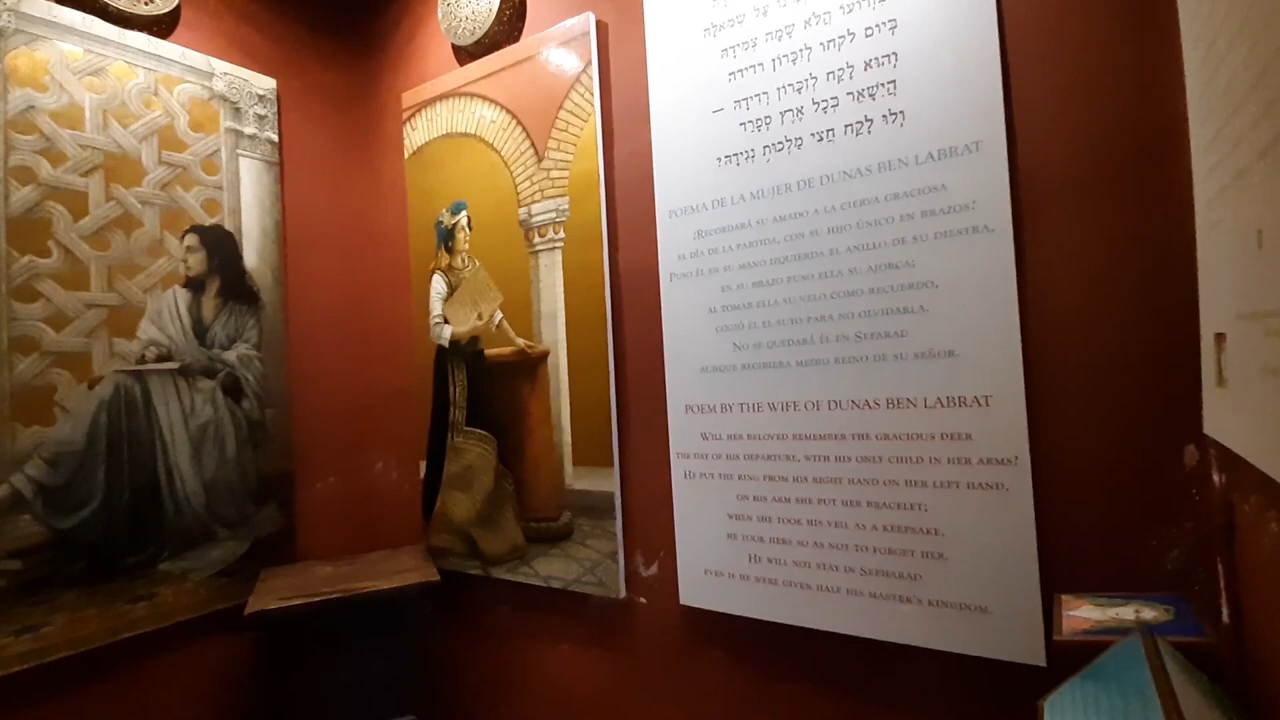 כְּיוֹם לקחו לְזִכְּרוֹן רדידה
וְהוּא לָקַח לְזִכְּרוֹן רְדִידָהּ —
הֲיִשָּׁאֵר בְּכָל אֶרֶץ סְפָרַד
וְלוּ לָקַח חֲצִי מַלְכוּת נְגִידָהּ?
POEMA DE LA MUJER DE DUNAS BEN LABRAT
¿RECORDARÁ SU AMADO A LA CIERVA GRACIOSA
EL DÍA DE LA PARTIDA, CON SU HIJO ÚNICO EN BRAZOS?
PUSO ÉL EN SU MANO IZQUIERDA EL ANILLO DE SU DIESTRA,
EN SU BRAZO PUSO ELLA SU AJORCA;
AL TOMAR ELLA SU VELO COMO RECUERDO,
COGIÓ ÉL EL SUYO PARA NO OLVIDARLA.
NO SE QUEDARÁ ÉL EN SEFARAD
AUNQUE RECIBIERA MEDIO REINO DE SU SEÑOR.
POEM BY THE WIFE OF DUNAS BEN LABRAT
WILL HER BELOVED REMEMBER THE GRACIOUS DEER
THE DAY OF HIS DEPARTURE, WITH HIS ONLY CHILD IN HER ARMS?
HE PUT THE RING FROM HIS RIGHT HAND ON HER LEFT HAND,
ON HIS ARM SHE PUT HER BRACELET;
WHEN SHE TOOK HIS VEIL AS A KEEPSAKE,
HE TOOK HERS SO AS NOT TO FORGET HER.
HE WILL NOT STAY IN SEPHARAD
EVEN IF HE WERE GIVEN HALF HIS MASTER'S KINGDOM.